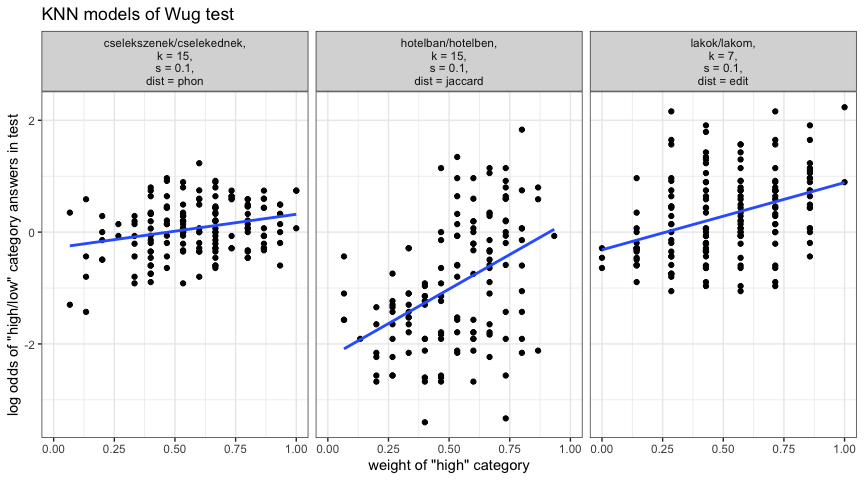 KNN models of Wug test
cselekszenek/cselekednek,
k = 15,
s = 0.1,
dist = phon
hotelban/hotelben,
k = 15,
s = 0.1,
dist = jaccard
lakok/lakom,
k = 7,
s = 0.1,
dist = edit
log odds of "high/low" category answers in test
2
0
-2
0.00 0.25 0.50 0.75 1.00
0.00 0.25 0.50 0.75 1.00
0.00 0.25 0.50 0.75 1.00
weight of "high" category